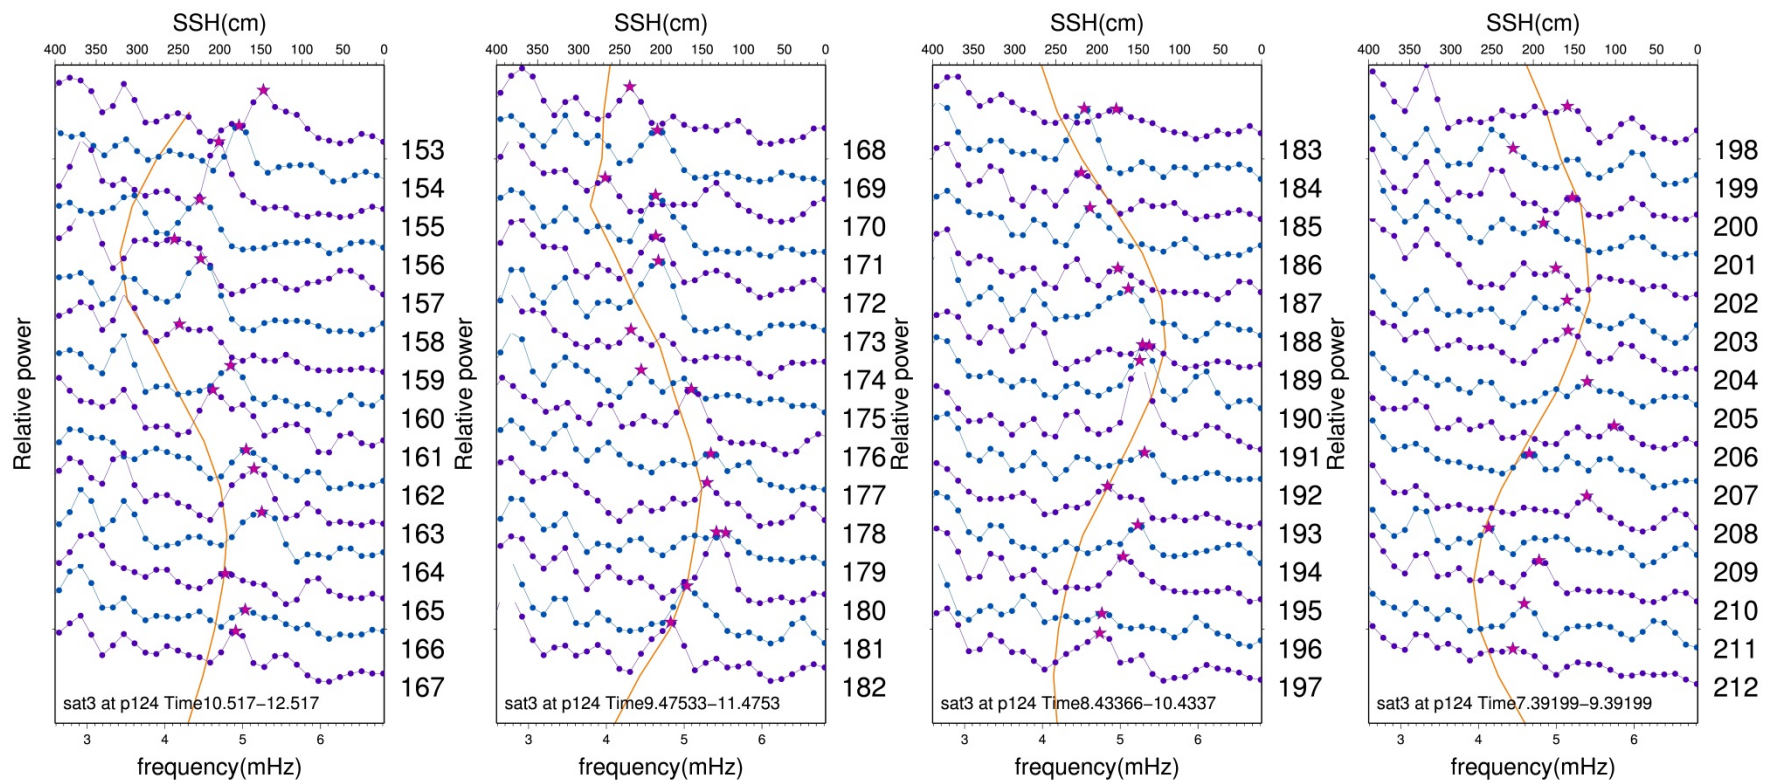 SSH(cm) SSH(cm) SSH(cm) SSH(cm)
400 350 300 250 200 150 100 50 0 400 350 300 250 200 150 100 50 0 400 350 300 250 200 150 100 50 0 400 350 300 250 200 150 100 50 0
153 168 183 198
154 169 184 199
155 170 185 200
156 171 186 201
157 172 187 202
158 173 188 203
159 174 189 204
160 175 190 205
161 176 191 206
162 177 192 207
163 178 193 208
164 179 194 209
165 180 195 210
166 181 196 211
167 182 197 212
Relative power Relative power Relative power Relative power
sat3 at p124 Time10.517−12.517 sat3 at p124 Time9.47533−11.4753 sat3 at p124 Time8.43366−10.4337 sat3 at p124 Time7.39199−9.39199
3 4 5 6 3 4 5 6 3 4 5 6 3 4 5 6
frequency(mHz) frequency(mHz) frequency(mHz) frequency(mHz)